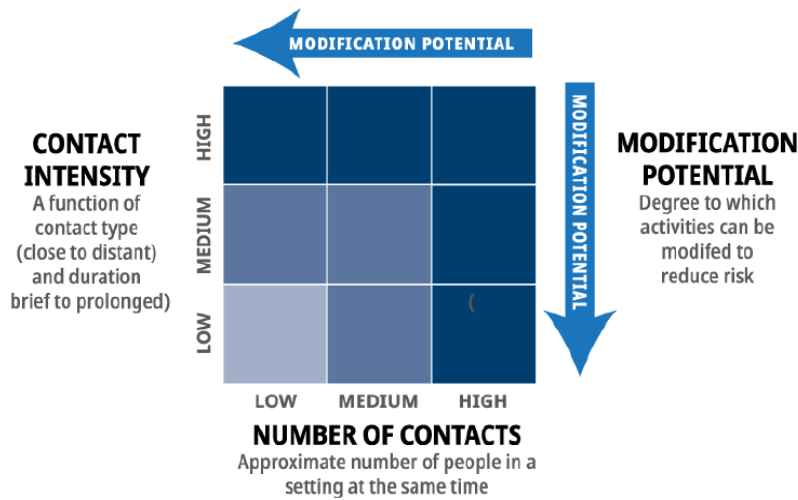 MODIFICATION POTENTIAL
CONTACT
INTENSITY
A function of
contact type
(close to distant)
and duration
brief to prolonged)
HIGH
MEDIUM
LOW
(
MODIFICATION POTENTIAL
MODIFICATION
POTENTIAL
Degree to which
activities can be
modifed to
reduce risk
LOW
MEDIUM
HIGH
NUMBER OF CONTACTS
Approximate number of people in a
setting at the same time